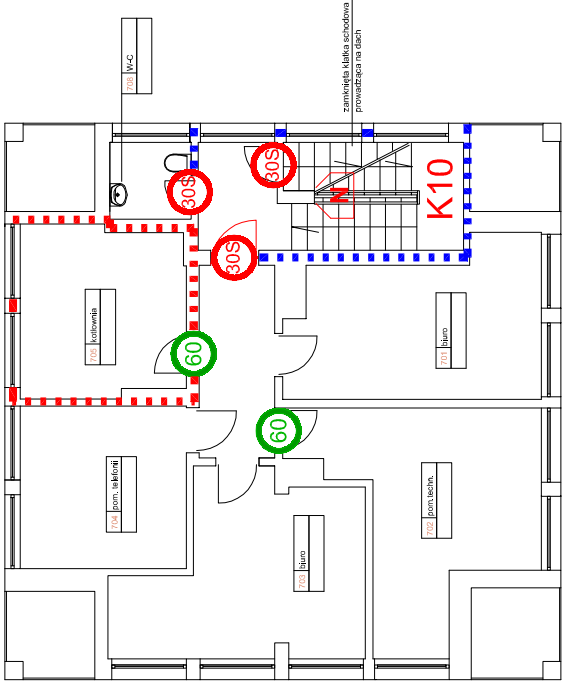 zamknięta klatka schodowa
prowadząca na dach
708 W-C
30S
30S
N
K10
30S
705 kotłownia
60
701 biuro
60
704 pom. telefonii
702 pom.techn.
703 biuro